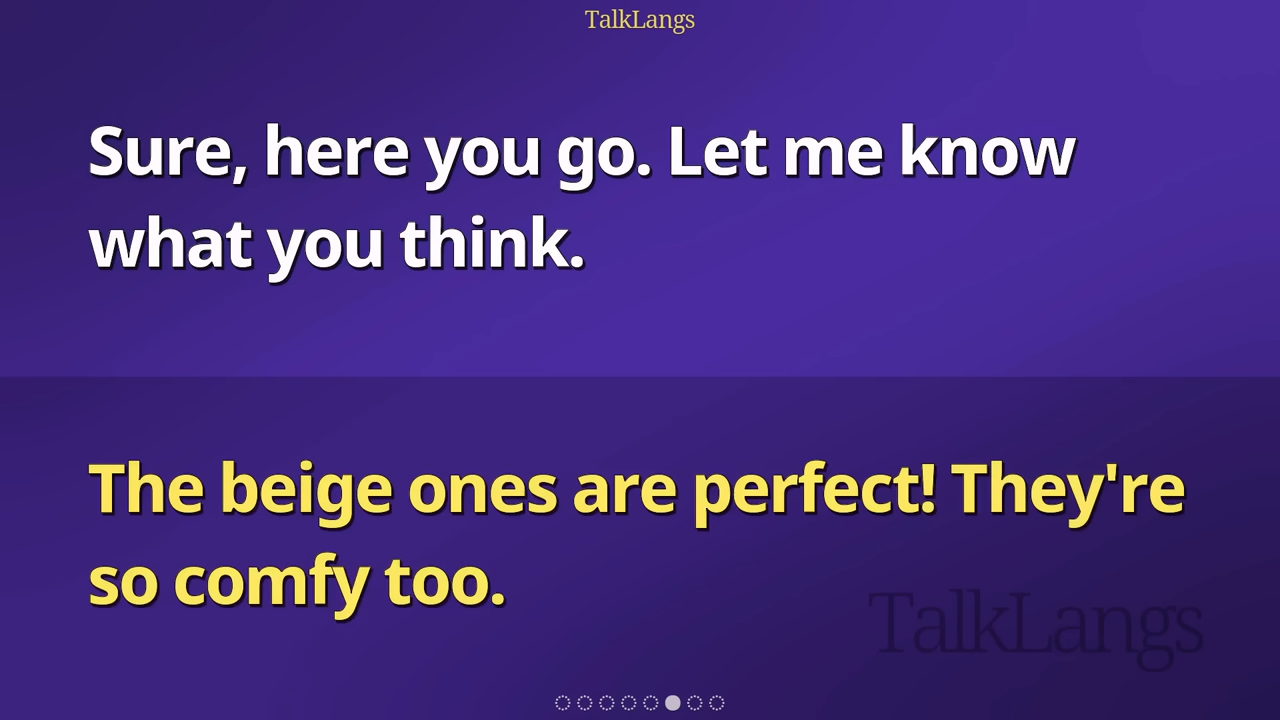 TalkLangs
Sure, here you go. Let me know
what you think.
The beige ones are perfect! They're
so comfy too.
TalkLangs